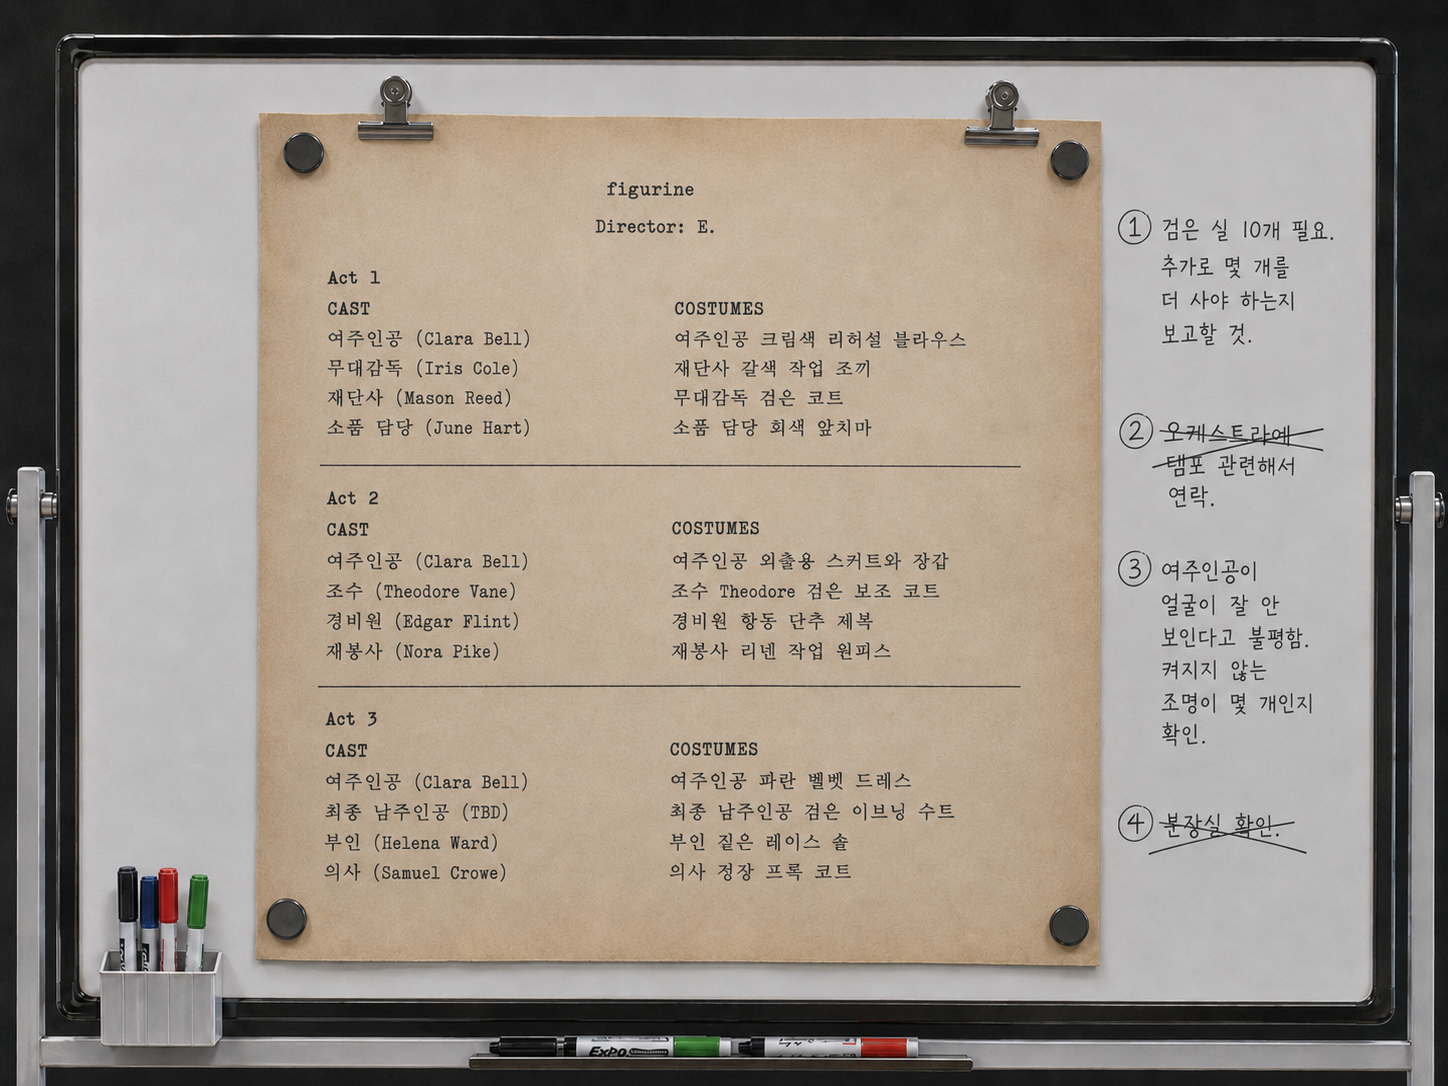 figurine
Director: E.
Act 1
CAST
COSTUMES
여주인공 (Clara Bell)
여주인공 크림색 리허설 블라우스
무대감독 (Iris Cole)
재단사 갈색 작업 조끼
재단사 (Mason Reed)
무대감독 검은 코트
소품 담당 (June Hart)
소품 담당 회색 앞치마
Act 2
CAST
COSTUMES
여주인공 (Clara Bell)
여주인공 외출용 스커트와 장갑
조수 (Theodore Vane)
조수 Theodore 검은 보조 코트
경비원 (Edgar Flint)
경비원 항동 단추 제복
재봉사 (Nora Pike)
재봉사 리넨 작업 원피스
Act 3
CAST
COSTUMES
여주인공 (Clara Bell)
여주인공 파란 벨벳 드레스
최종 남주인공 (TBD)
최종 남주인공 검은 이브닝 수트
부인 (Helena Ward)
부인 짙은 레이스 숄
의사 (Samuel Crowe)
의사 정장 프록 코트
① 검은 실 10개 필요.
추가로 몇 개를
더 사야 하는지
보고할 것.
② 오케스트라에
템포 관련해서
연락.
③ 여주인공이
얼굴이 잘 안
보인다고 불평함.
켜지지 않는
조명이 몇 개인지
확인.
④ 분장실 확인.
EXPO